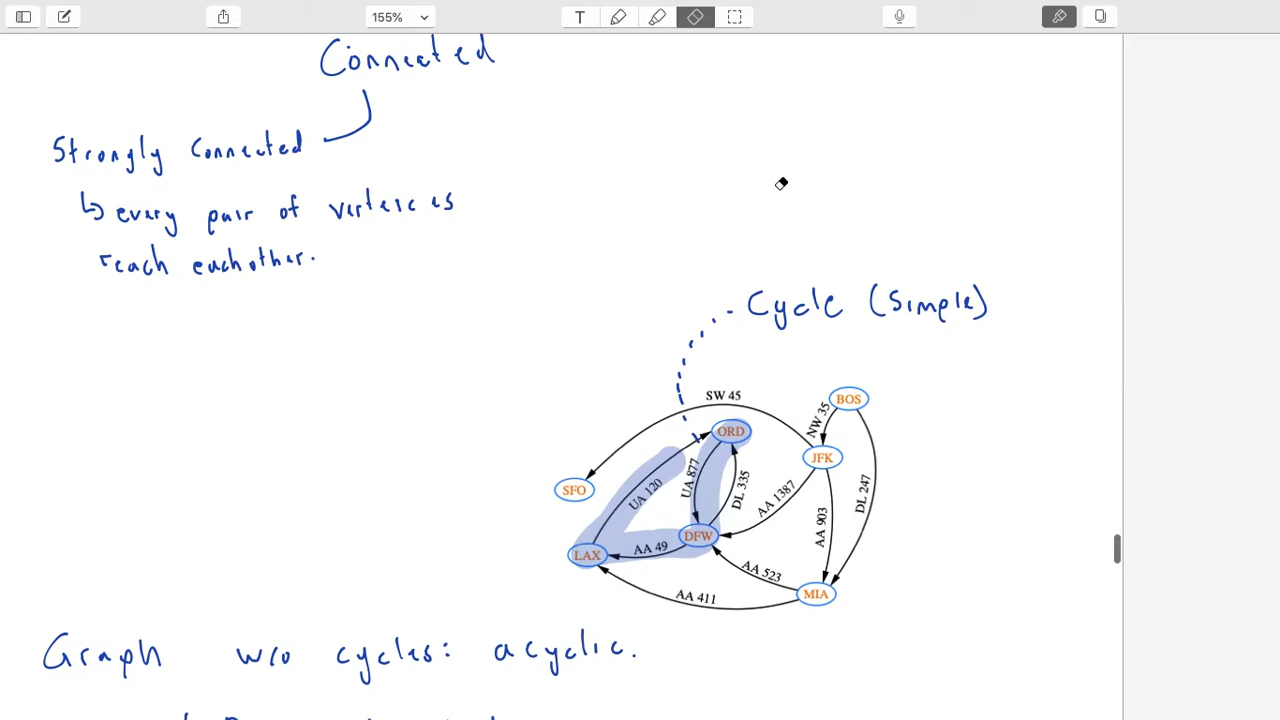 155%
T
Connected
Strongly Connected
↳ every pair of verteces
reach eachother.
Cycle (Simple)
SW 45
BOS
NW 35
ORD
JFK
UA 877
DL 335
DL 247
SFO
UA 120
AA 1387
AA 903
DFW
LAX
AA 49
AA 523
MIA
AA 411
Graph w/o cycles: acyclic.